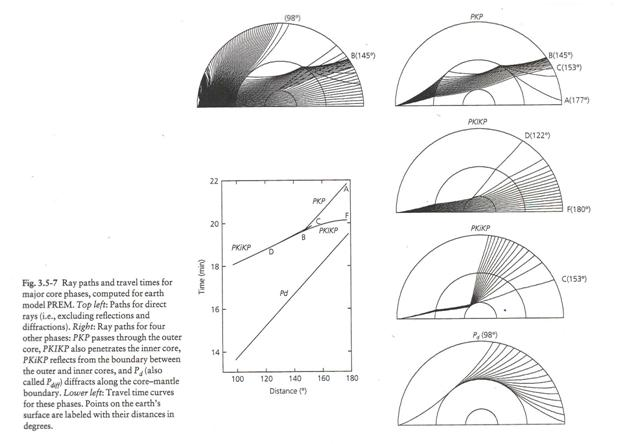 (98°)
B(145°)
PKP
B(145°)
C(153°)
A(177°)
PKIKP
D(122°)
F(180°)
PKiKP
C(153°)
Pd (98°)
22
20
18
16
14
Time (min)
100
120
140
160
180
Distance (°)
PKP
A
C
F
PKIKP
B
PKiKP
D
Pd
Fig. 3.5-7 Ray paths and travel times for
major core phases, computed for earth
model PREM. Top left: Paths for direct
rays (i.e., excluding reflections and
diffractions). Right: Ray paths for four
other phases: PKP passes through the outer
core, PKIKP also penetrates the inner core,
PKiKP reflects from the boundary between
the outer and inner cores, and Pd (also
called Pdiff) diffracts along the core–mantle
boundary. Lower left: Travel time curves
for these phases. Points on the earth's
surface are labeled with their distances in
degrees.